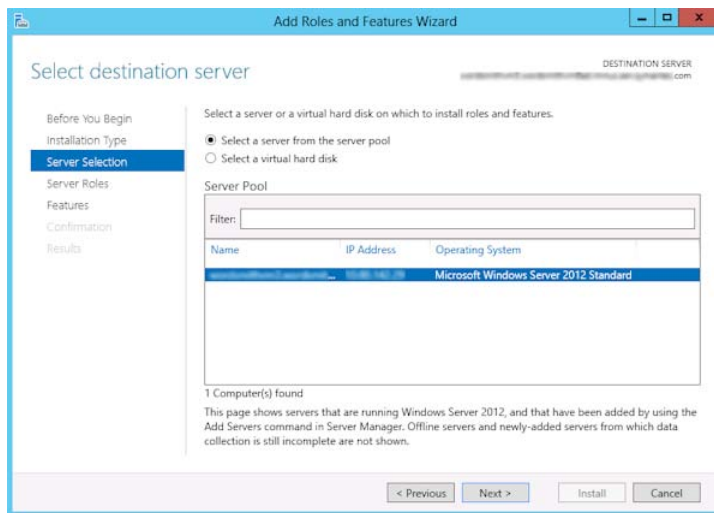 Add Roles and Features Wizard
Select destination server
DESTINATION SERVER
.com
Before You Begin
Installation Type
Server Selection
Server Roles
Features
Confirmation
Results
Select a server or a virtual hard disk on which to install roles and features.
Select a server from the server pool
Select a virtual hard disk
Server Pool
Filter:
Name IP Address Operating System
Microsoft Windows Server 2012 Standard
1 Computer(s) found
This page shows servers that are running Windows Server 2012, and that have been added by using the
Add Servers command in Server Manager. Offline servers and newly-added servers from which data
collection is still incomplete are not shown.
< Previous Next > Install Cancel